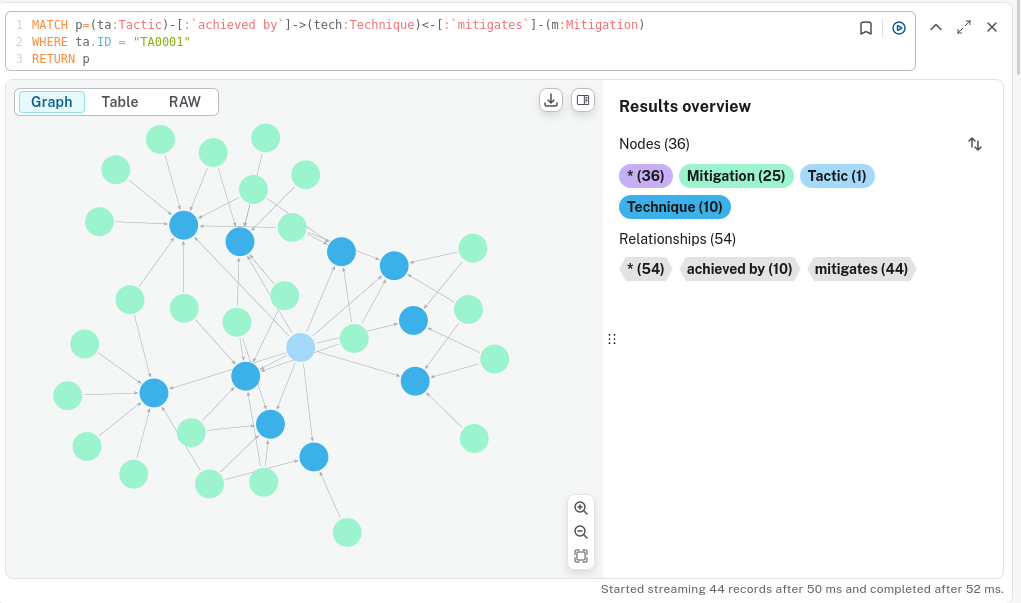 1 MATCH p=(ta:Tactic)-[:`achieved by`]->(tech:Technique)<-[:`mitigates`]-(m:Mitigation)
2 WHERE ta.ID = "TA0001"
3 RETURN p
Graph Table RAW
Results overview
Nodes (36)
* (36) Mitigation (25) Tactic (1)
Technique (10)
Relationships (54)
* (54) achieved by (10) mitigates (44)
Started streaming 44 records after 50 ms and completed after 52 ms.